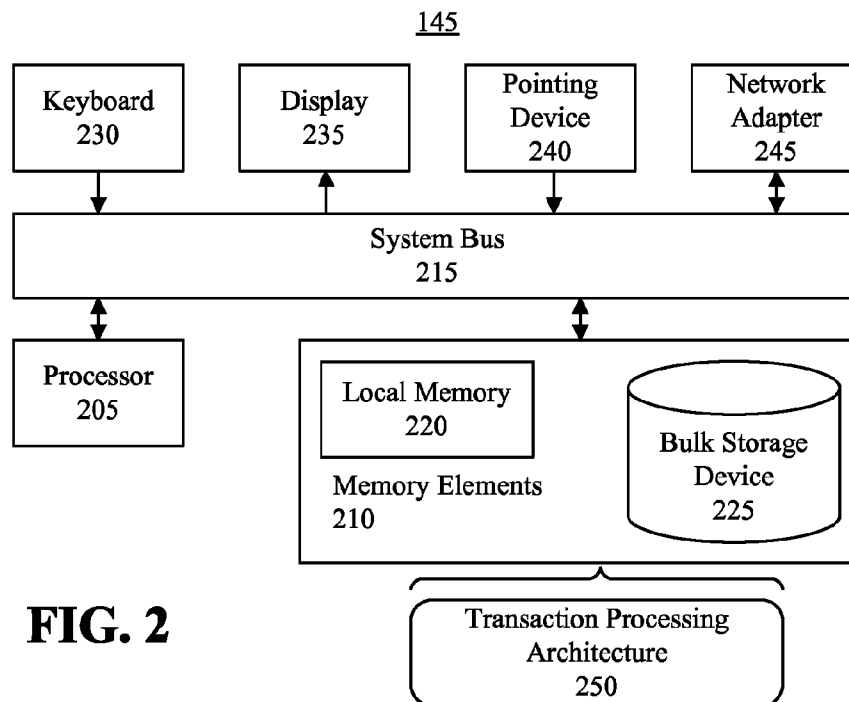 145
Keyboard
230
Display
235
Pointing
Device
240
Network
Adapter
245
System Bus
215
Processor
205
Local Memory
220
Memory Elements
210
Bulk Storage
Device
225
FIG. 2
Transaction Processing
Architecture
250